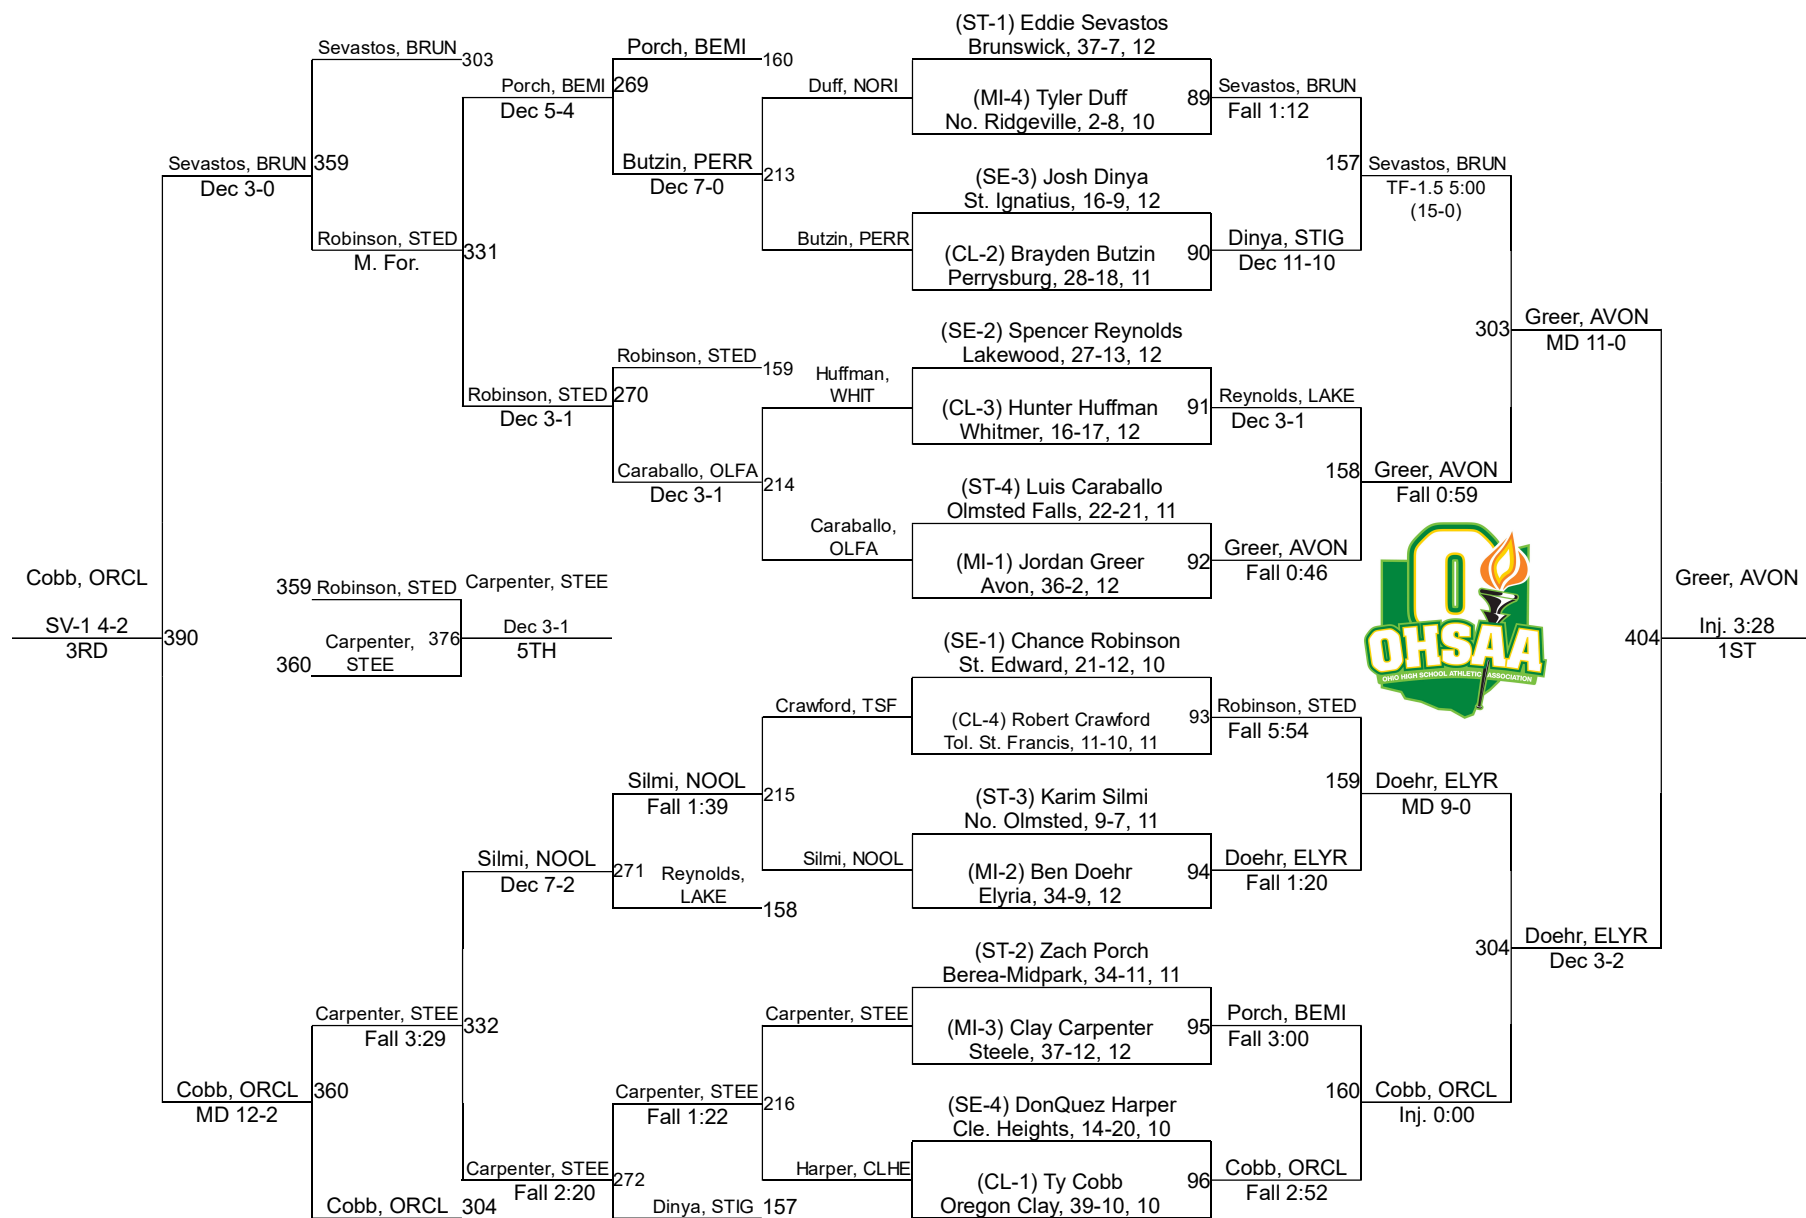 (ST-1) Eddie Sevastos
Brunswick, 37-7, 12
Sevastos, BRUN
303
Porch, BEMI
160
Porch, BEMI
269
Dec 5-4
Duff, NORI
(MI-4) Tyler Duff
No. Ridgeville, 2-8, 10
89
Sevastos, BRUN
Fall 1:12
Sevastos, BRUN
359
Dec 3-0
Butzin, PERR
Dec 7-0
213
(SE-3) Josh Dinya
St. Ignatius, 16-9, 12
157
Sevastos, BRUN
TF-1.5 5:00
(15-0)
Robinson, STED
331
M. For.
Butzin, PERR
(CL-2) Brayden Butzin
Perrysburg, 28-18, 11
90
Dinya, STIG
Dec 11-10
303
Greer, AVON
MD 11-0
(SE-2) Spencer Reynolds
Lakewood, 27-13, 12
Robinson, STED
159
Robinson, STED
270
Dec 3-1
Huffman,
WHIT
(CL-3) Hunter Huffman
Whitmer, 16-17, 12
91
Reynolds, LAKE
Dec 3-1
Caraballo, OLFA
Dec 3-1
214
(ST-4) Luis Caraballo
Olmsted Falls, 22-21, 11
158
Greer, AVON
Fall 0:59
Caraballo,
OLFA
(MI-1) Jordan Greer
Avon, 36-2, 12
92
Greer, AVON
Fall 0:46
Cobb, ORCL
SV-1 4-2
3RD
390
359
Robinson, STED
Carpenter,
STEE
360
376
Carpenter, STEE
Dec 3-1
5TH
O
OHSAA
OHIO HIGH SCHOOL ATHLETIC ASSOCIATION
404
Greer, AVON
Inj. 3:28
1ST
(SE-1) Chance Robinson
St. Edward, 21-12, 10
Crawford, TSF
(CL-4) Robert Crawford
Tol. St. Francis, 11-10, 11
93
Robinson, STED
Fall 5:54
Silmi, NOOL
Fall 1:39
215
(ST-3) Karim Silmi
No. Olmsted, 9-7, 11
159
Doehr, ELYR
MD 9-0
Silmi, NOOL
Dec 7-2
271
Reynolds,
LAKE
158
Silmi, NOOL
(MI-2) Ben Doehr
Elyria, 34-9, 12
94
Doehr, ELYR
Fall 1:20
304
Doehr, ELYR
Dec 3-2
(ST-2) Zach Porch
Berea-Midpark, 34-11, 11
Carpenter, STEE
332
Fall 3:29
Carpenter, STEE
(MI-3) Clay Carpenter
Steele, 37-12, 12
95
Porch, BEMI
Fall 3:00
Cobb, ORCL
360
MD 12-2
Carpenter, STEE
Fall 1:22
216
(SE-4) DonQuez Harper
Cle. Heights, 14-20, 10
160
Cobb, ORCL
Inj. 0:00
Carpenter, STEE
272
Fall 2:20
Harper, CLHE
(CL-1) Ty Cobb
Oregon Clay, 39-10, 10
96
Cobb, ORCL
Fall 2:52
Cobb, ORCL
304
Dinya, STIG
157